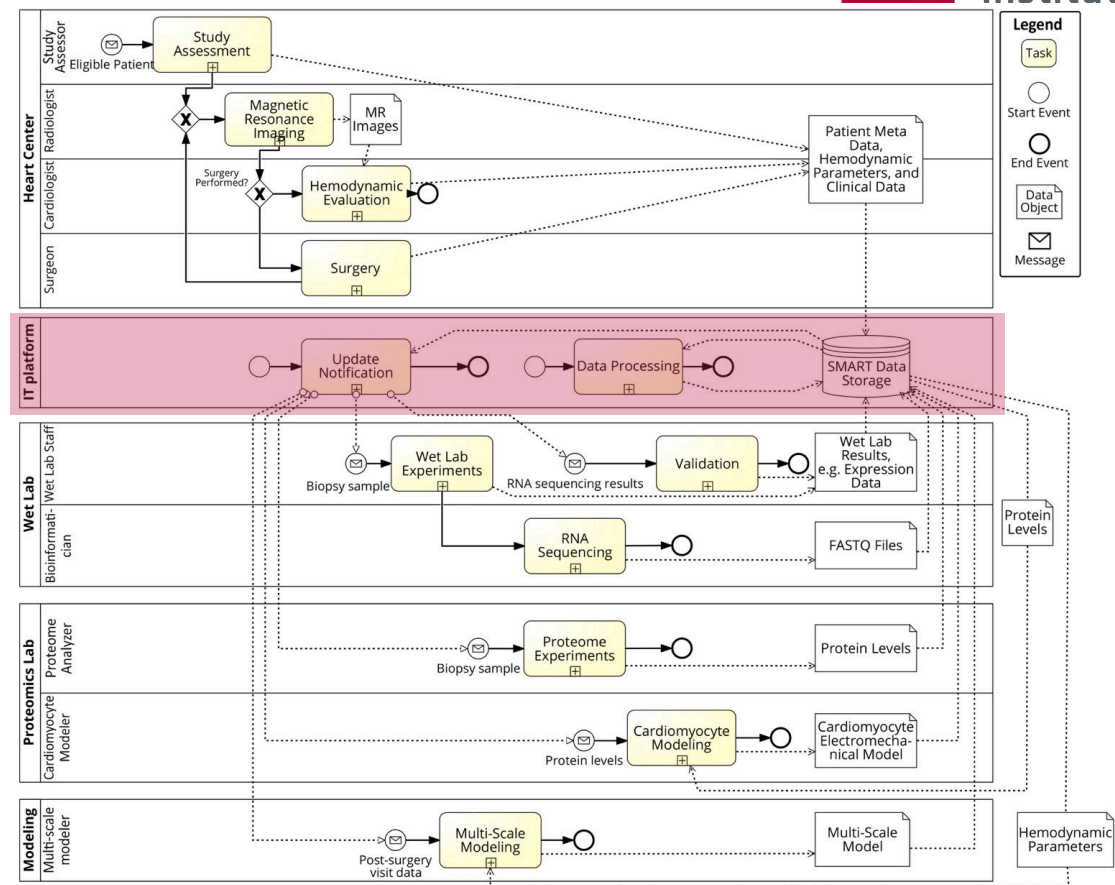 Institut
Legend
Task
Start Event
End Event
Data
Object
Message
Heart Center
Study
Assessor
Eligible Patient
Study
Assessment
Radiologist
X
Magnetic
Resonance
Imaging
MR
Images
Patient Meta
Data,
Hemodynamic
Parameters, and
Clinical Data
Cardiologist
Surgery
Performed?
X
Hemodynamic
Evaluation
Surgeon
Surgery
IT platform
Update
Notification
Data Processing
SMART Data
Storage
Wet Lab
Wet Lab Staff
Biopsy sample
Wet Lab
Experiments
RNA sequencing results
Validation
Wet Lab
Results,
e.g. Expression
Data
Bioinformati-
cian
RNA
Sequencing
FASTQ Files
Protein
Levels
Proteomics Lab
Proteome
Analyzer
Biopsy sample
Proteome
Experiments
Protein Levels
Cardiomyocyte
Modeler
Protein levels
Cardiomyocyte
Modeling
Cardiomyocyte
Electromecha-
nical Model
Modeling
Multi-scale
modeler
Post-surgery
visit data
Multi-Scale
Modeling
Multi-Scale
Model
Hemodynamic
Parameters